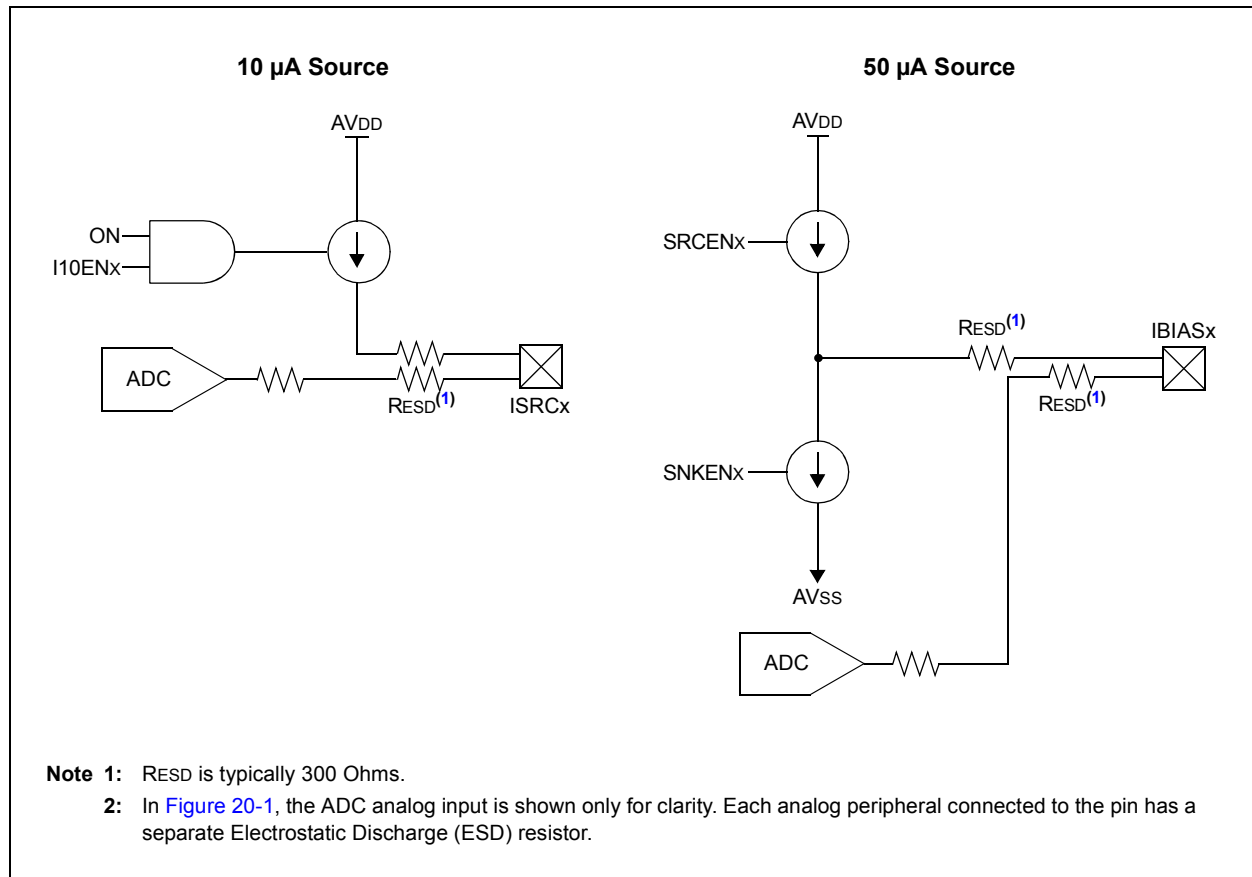 10 µA Source
AVDD
ON
I10ENx
ADC
RESD(1)
ISRCx
50 µA Source
AVDD
SRCENx
RESD(1)
IBIASx
RESD(1)
SNKENx
AVSS
ADC
Note 1: RESD is typically 300 Ohms.
2: In Figure 20-1, the ADC analog input is shown only for clarity. Each analog peripheral connected to the pin has a
separate Electrostatic Discharge (ESD) resistor.